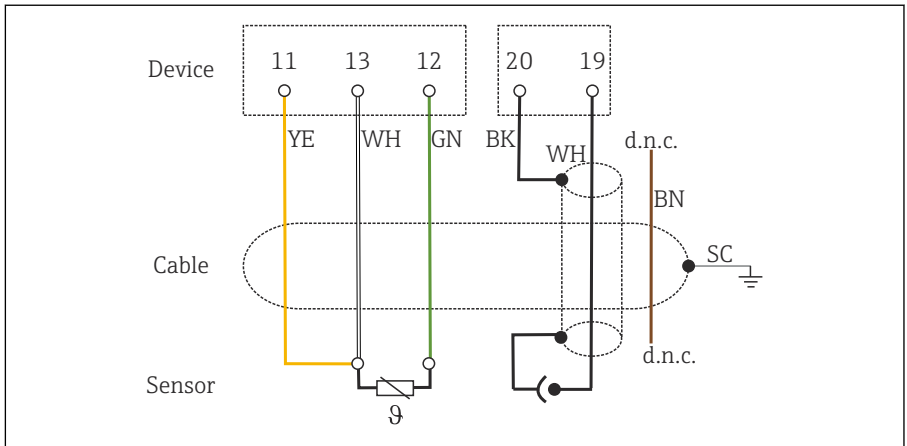 Device 11 13 12 20 19
YE WH GN BK WH d.n.c.
BN
Cable SC
d.n.c.
Sensor
ϑ